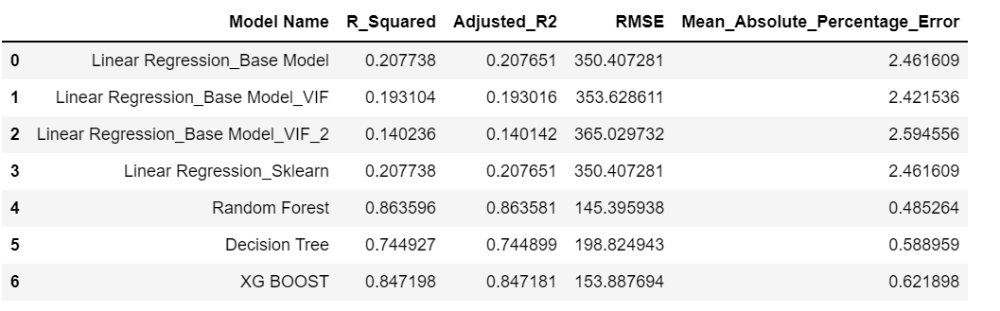 Model Name R_Squared Adjusted_R2 RMSE Mean_Absolute_Percentage_Error
0 Linear Regression_Base Model 0.207738 0.207651 350.407281 2.461609
1 Linear Regression_Base Model_VIF 0.193104 0.193016 353.628611 2.421536
2 Linear Regression_Base Model_VIF_2 0.140236 0.140142 365.029732 2.594556
3 Linear Regression_Sklearn 0.207738 0.207651 350.407281 2.461609
4 Random Forest 0.863596 0.863581 145.395938 0.485264
5 Decision Tree 0.744927 0.744899 198.824943 0.588959
6 XG BOOST 0.847198 0.847181 153.887694 0.621898